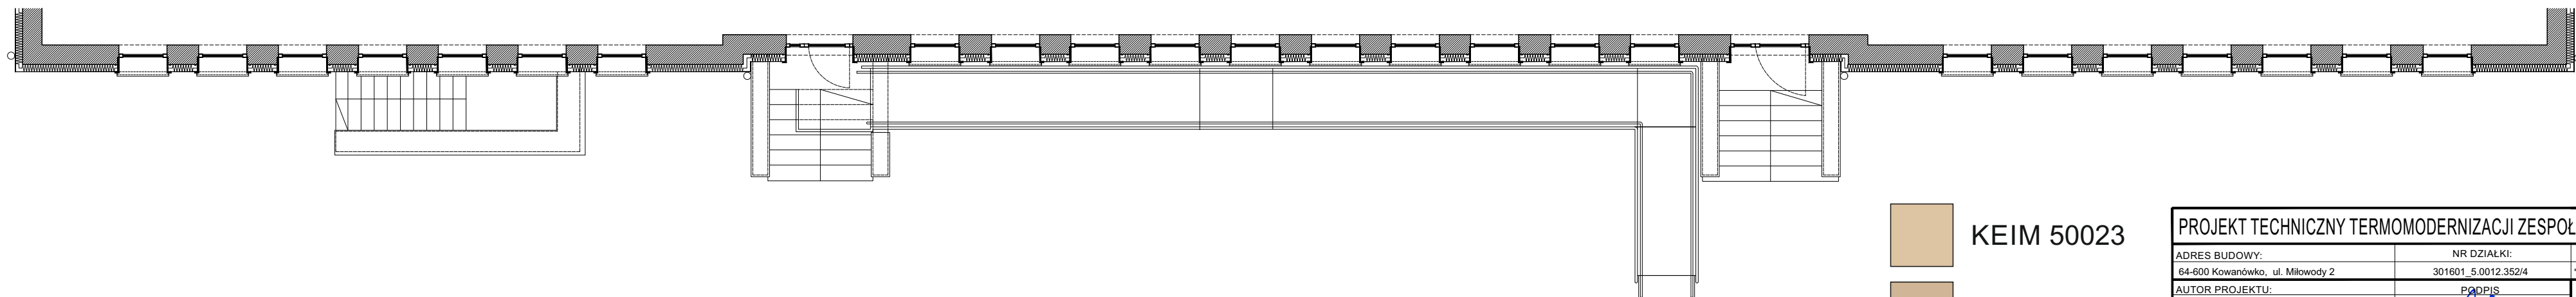 KEIM 50023
PROJEKT TECHNICZNY TERMOMODERNIZACJI ZESPOŁ
ADRES BUDOWY:
NR DZIAŁKI:
64-600 Kowanówko, ul. Miłowody 2
301601_5.0012.352/4
AUTOR PROJEKTU:
PODPIS